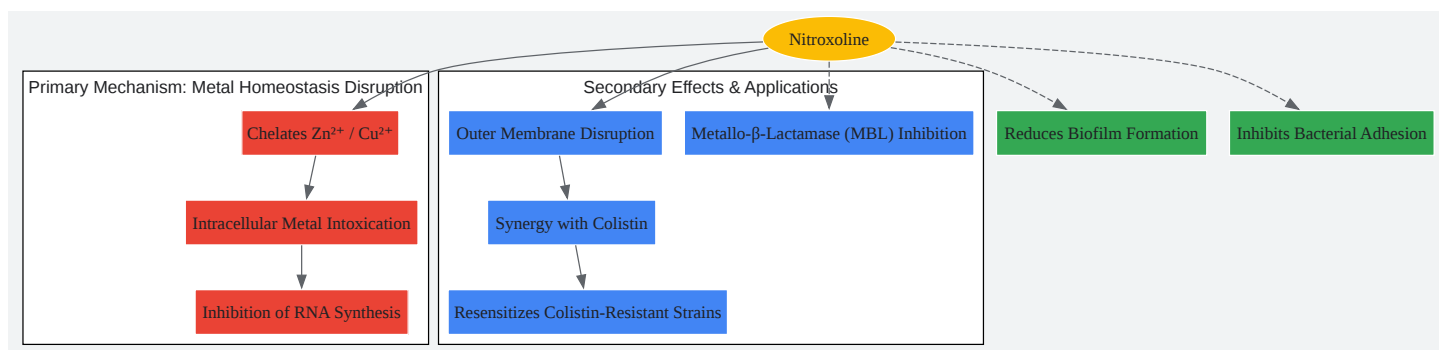 Nitroxoline
Primary Mechanism: Metal Homeostasis Disruption
Secondary Effects & Applications
Chelates Zn²⁺ / Cu²⁺
Outer Membrane Disruption
Metallo-β-Lactamase (MBL) Inhibition
Reduces Biofilm Formation
Inhibits Bacterial Adhesion
Intracellular Metal Intoxication
Synergy with Colistin
Inhibition of RNA Synthesis
Resensitizes Colistin-Resistant Strains